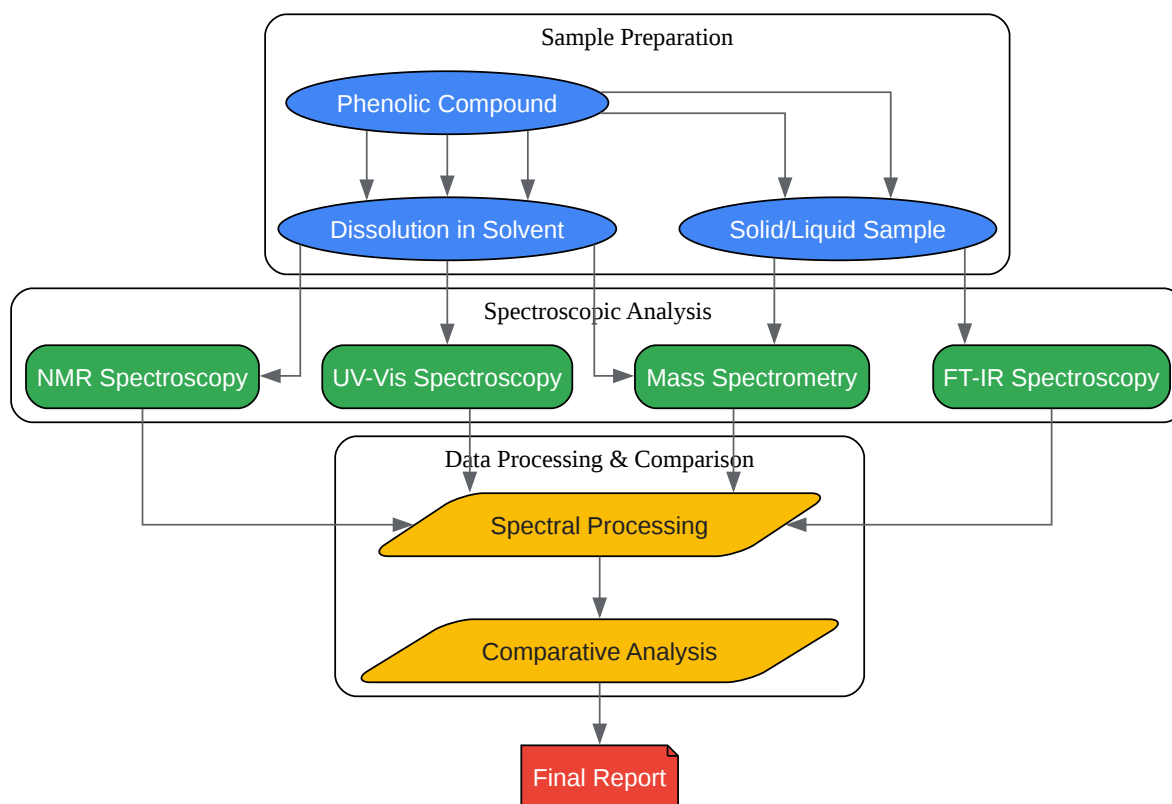 Sample Preparation
Phenolic Compound
Dissolution in Solvent
Solid/Liquid Sample
Spectroscopic Analysis
NMR Spectroscopy
UV-Vis Spectroscopy
Mass Spectrometry
FT-IR Spectroscopy
Data Processing & Comparison
Spectral Processing
Comparative Analysis
Final Report